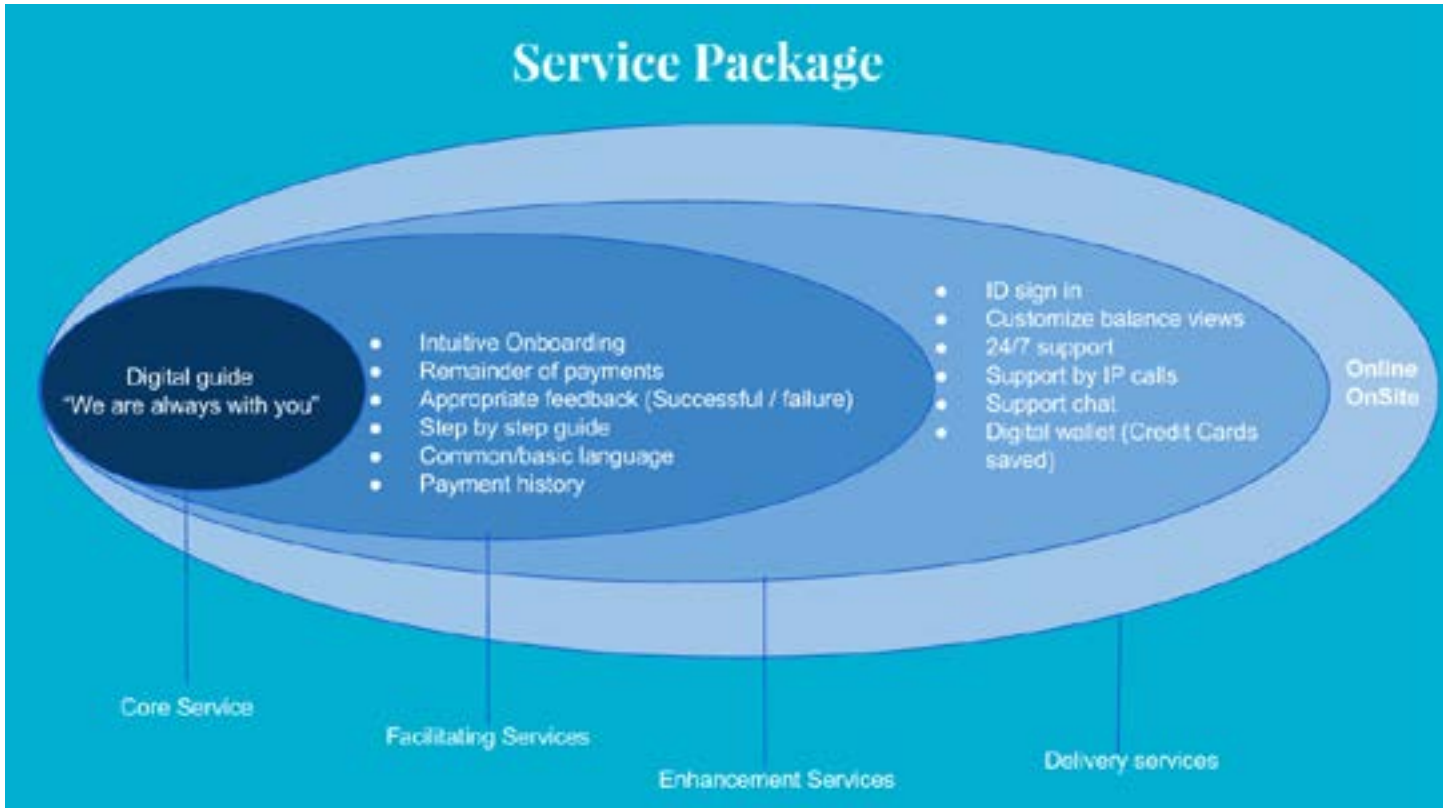 Service Package
Digital guide
"We are always with you"
● Intuitive Onboarding
● Remainder of payments
● Appropriate feedback (Successful / failure)
● Step by step guide
● Common/basic language
● Payment history
● ID sign in
● Customize balance views
● 24/7 support
● Support by IP calls
● Support chat
● Digital wallet (Credit Cards
saved)
Online
OnSite
Core Service
Facilitating Services
Enhancement Services
Delivery services